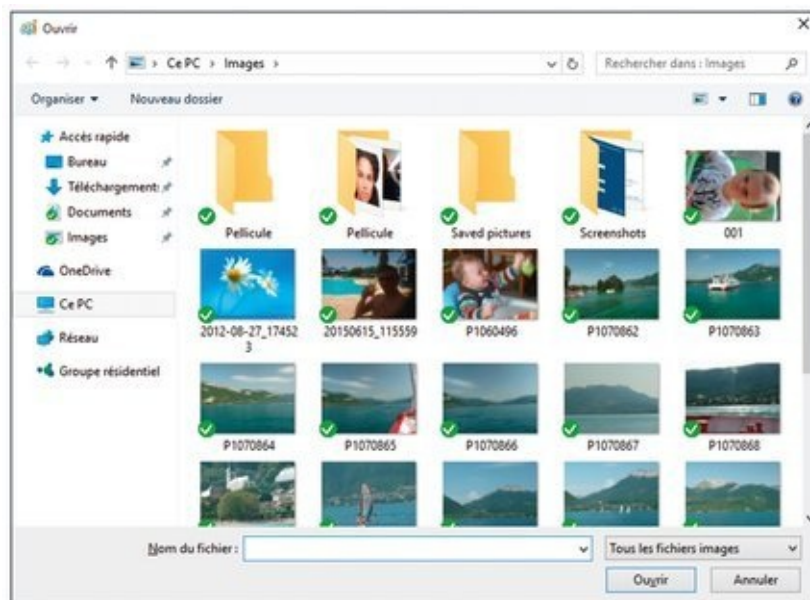 Ouvrir
Ce PC > Images >
Rechercher dans : Images
Organiser
Nouveau dossier
Accès rapide
Bureau
Téléchargement:
Documents
Images
OneDrive
Ce PC
Réseau
Groupe résidentiel
Pellicule
Pellicule
Saved pictures
Screenshots
001
2012-08-27_17452
3
20150615_115559
P1060496
P1070862
P1070863
P1070864
P1070865
P1070866
P1070867
P1070868
Nom du fichier :
Tous les fichiers images
Ouvrir
Annuler